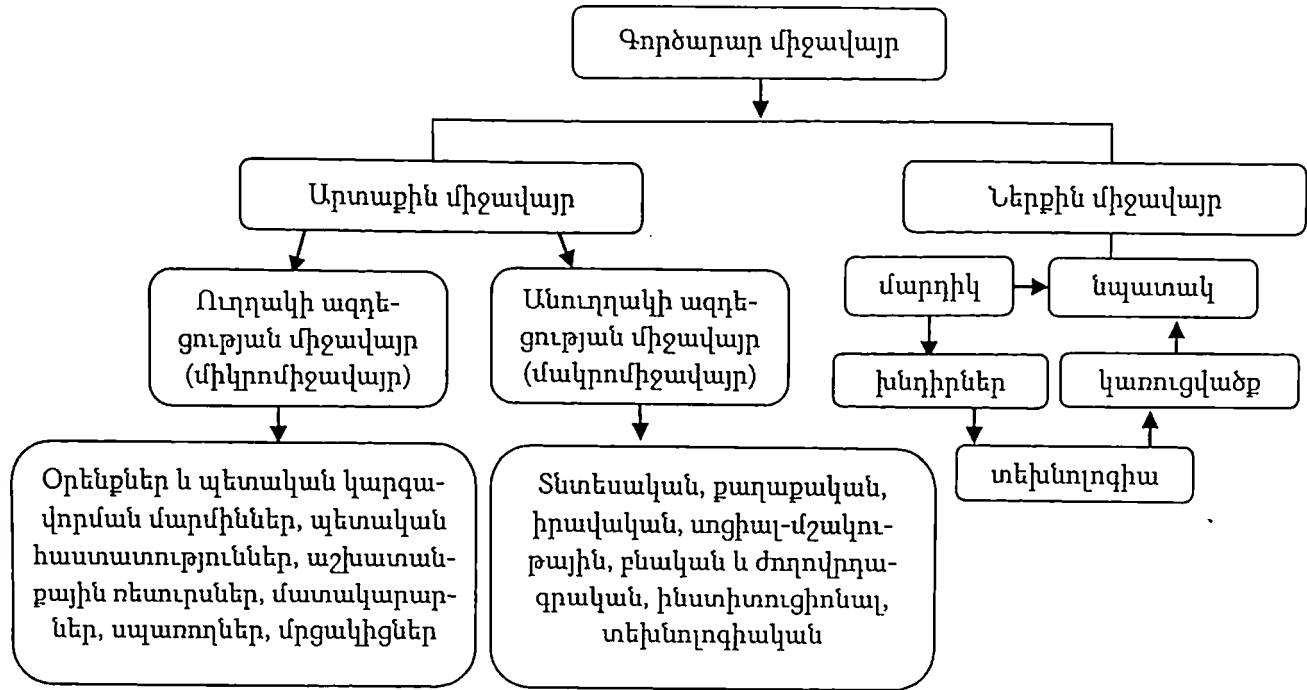 Գործարար միջավայր
Արտաքին միջավայր
Ներքին միջավայր
Ուղղակի ազդե-
ցության միջավայր
(միկրոմիջավայր)
Անուղղակի ազդե-
ցության միջավայր
(մակրոմիջավայր)
մարդիկ
նպատակ
խնդիրներ
կառուցվածք
տեխնոլոգիա
Օրենքներ և պետական կարգա-
վորման մարմիններ, պետական
հաստատություններ, աշխատան-
քային ռեսուրսներ, մատակարար-
ներ, սպառողներ, մրցակիցներ
Տնտեսական, քաղաքական,
իրավական, սոցիալ-մշակու-
թային, բնական և ժողովրդա-
գրական, ինստիտուցիոնալ,
տեխնոլոգիական